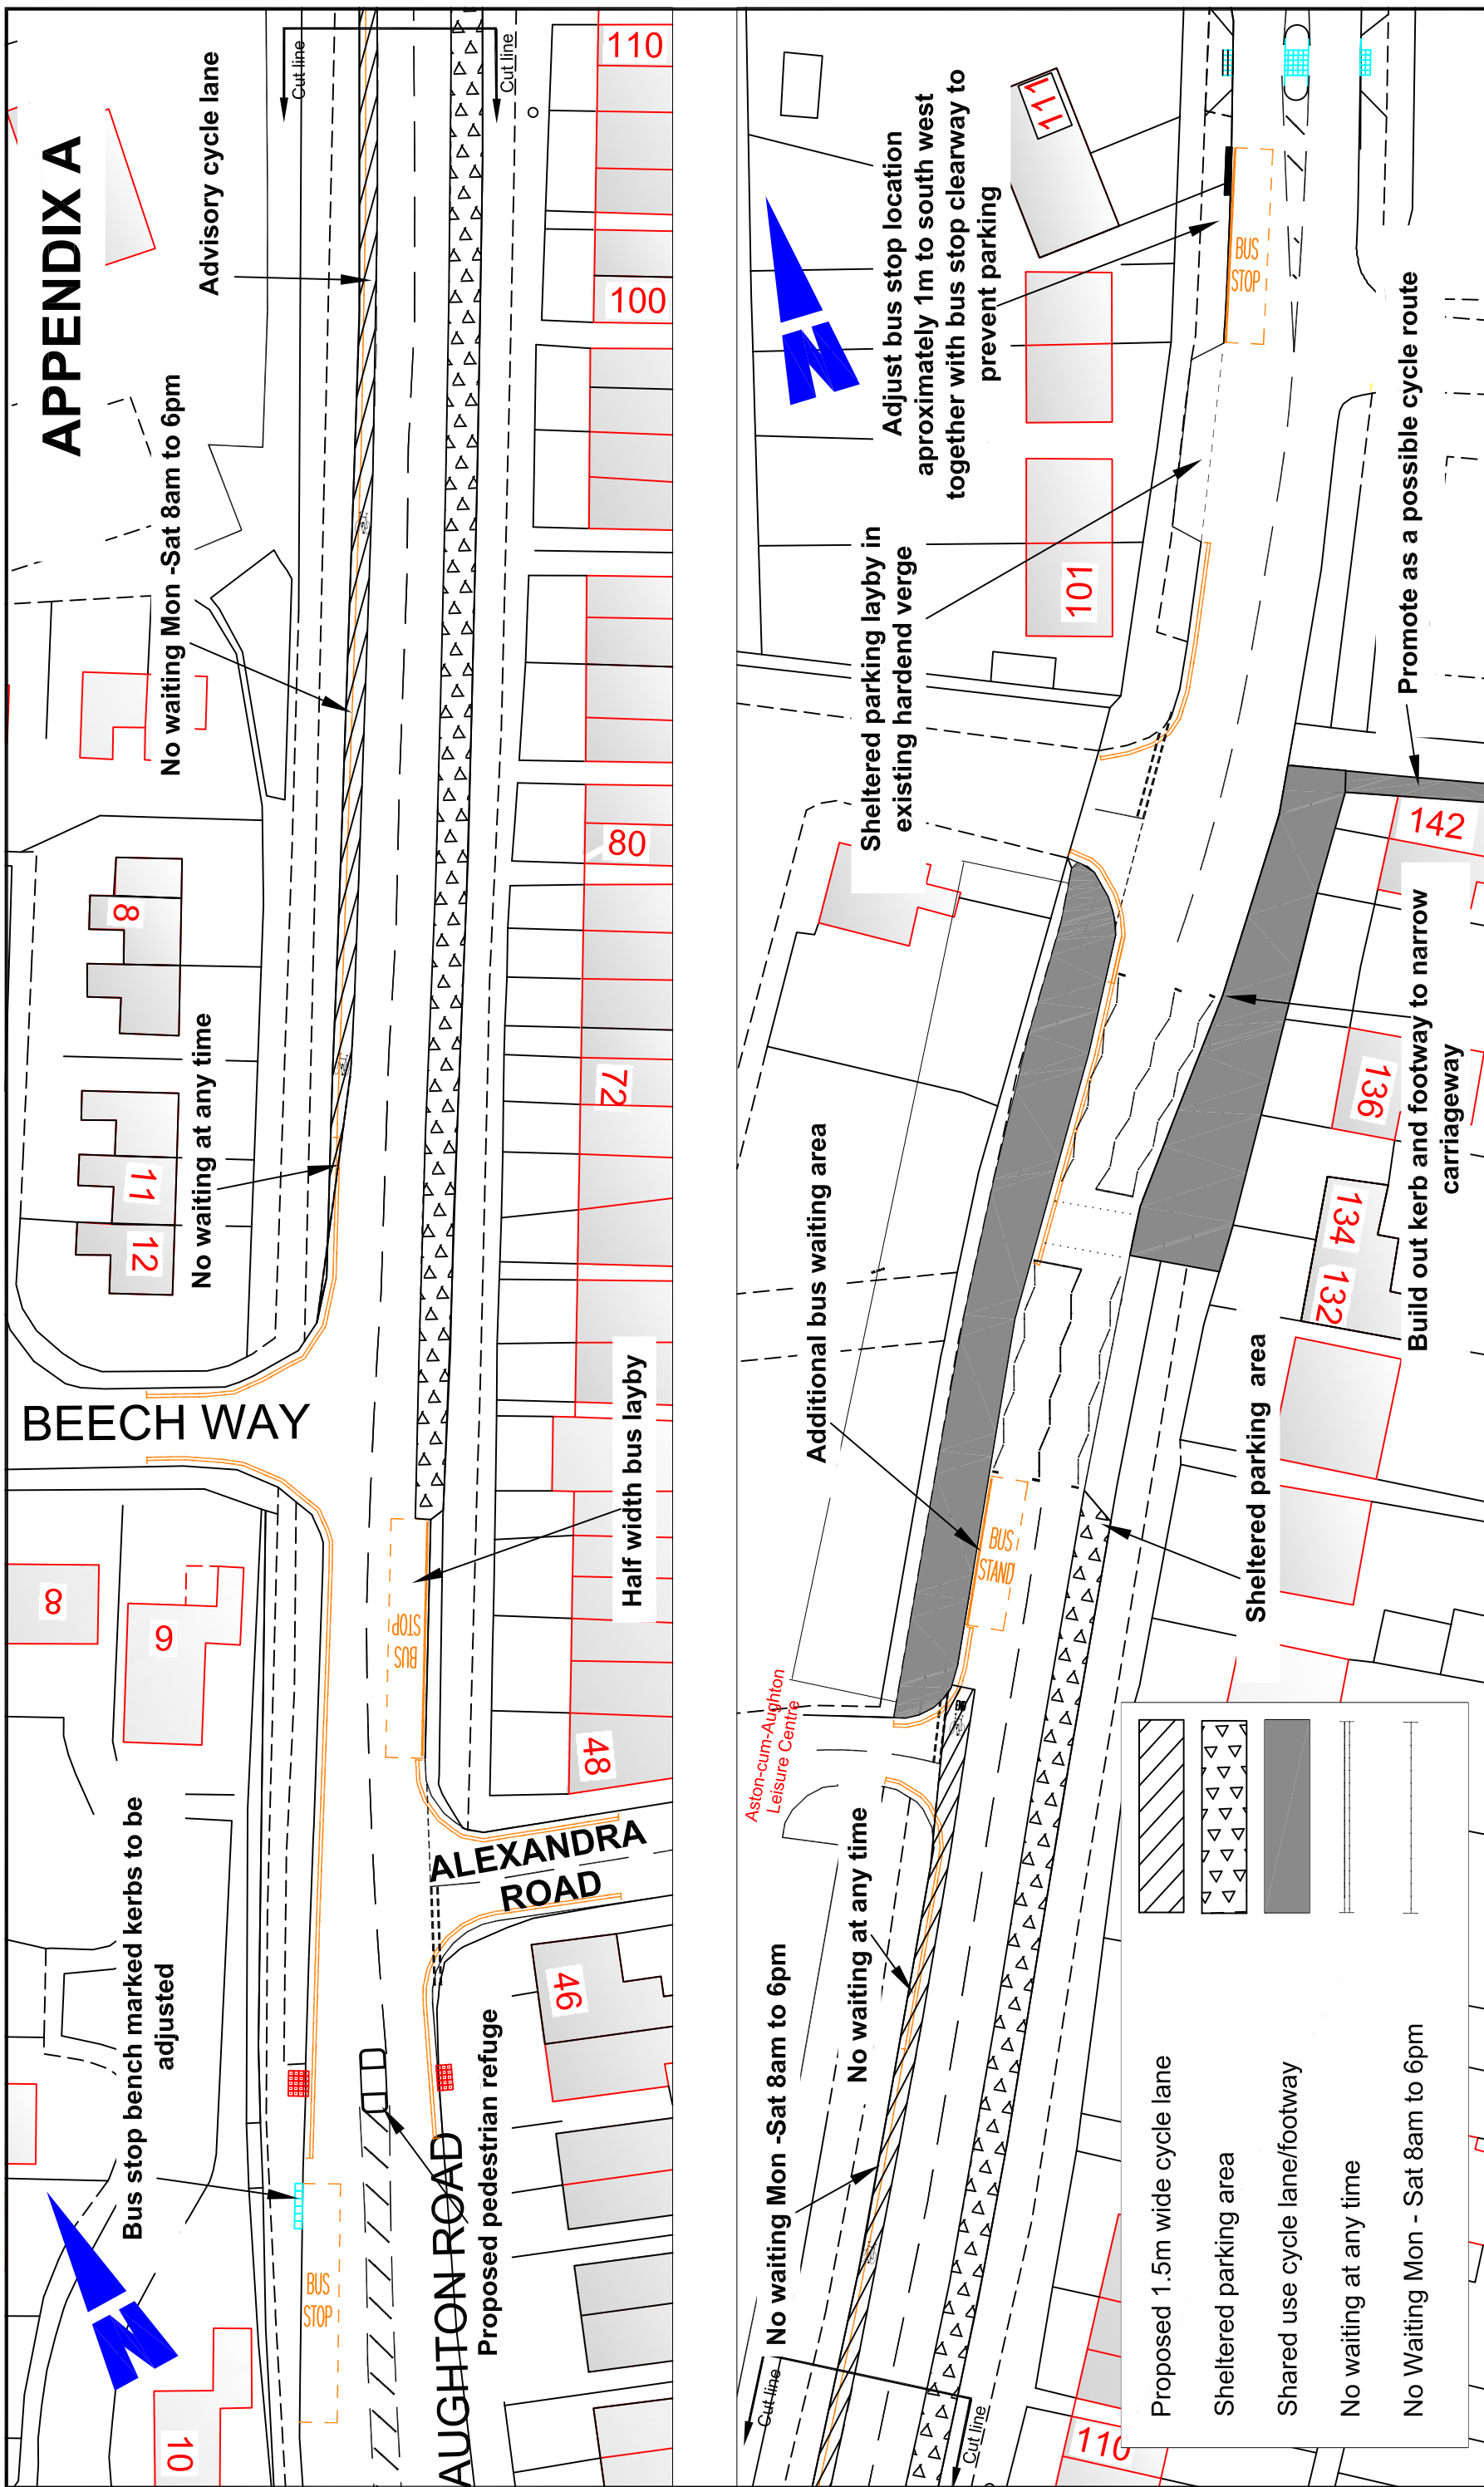 APPENDIX A
Cut line
Cut line
Advisory cycle lane
110
100
No waiting Mon -Sat 8am to 6pm
80
8
72
No waiting at any time
11
12
BEECH WAY
Half width bus layby
BUS
STOP
8
9
48
ALEXANDRA
ROAD
Bus stop bench marked kerbs to be
adjusted
46
Proposed pedestrian refuge
AUGHTON ROAD
BUS
STOP
N
10
111
Adjust bus stop location
aproximately 1m to south west
together with bus stop clearway to
prevent parking
N
BUS
STOP
Sheltered parking layby in
existing hardend verge
101
Promote as a possible cycle route
142
136
134
132
Build out kerb and footway to narrow
carriageway
Additional bus waiting area
BUS
STAND
Sheltered parking area
Aston-cum-Aughton
Leisure Centre
No waiting at any time
No waiting Mon -Sat 8am to 6pm
Cut line
Cut line
110
Proposed 1.5m wide cycle lane
Sheltered parking area
Shared use cycle lane/footway
No waiting at any time
No Waiting Mon - Sat 8am to 6pm